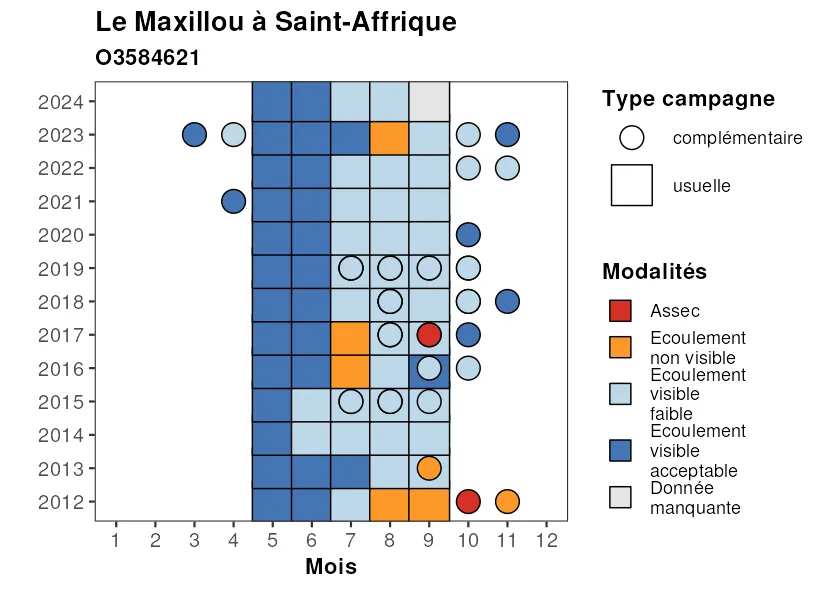 Le Maxillou à Saint-Affrique
O3584621
2024
2023
2022
2021
2020
2019
2018
2017
2016
2015
2014
2013
2012
1 2 3 4 5 6 7 8 9 10 11 12
Mois
Type campagne
complémentaire
usuelle
Modalités
Assec
Ecoulement
non visible
Ecoulement
visible
faible
Ecoulement
visible
acceptable
Donnée
manquante